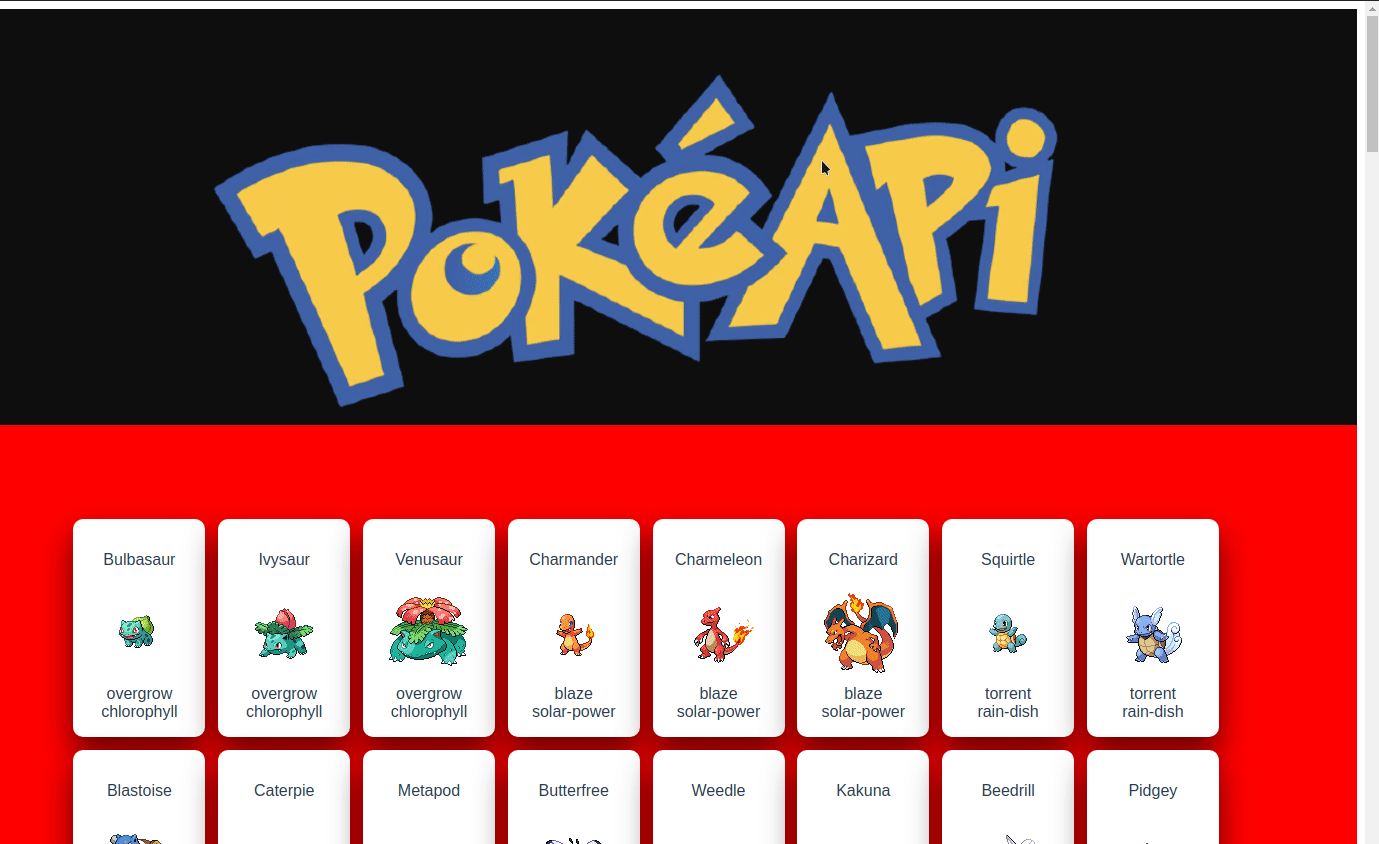 PokéAPi
Bulbasaur
Ivysaur
Venusaur
Charmander
Charmeleon
Charizard
Squirtle
Wartortle
overgrow
chlorophyll
overgrow
chlorophyll
overgrow
chlorophyll
blaze
solar-power
blaze
solar-power
blaze
solar-power
torrent
rain-dish
torrent
rain-dish
Blastoise
Caterpie
Metapod
Butterfree
Weedle
Kakuna
Beedrill
Pidgey